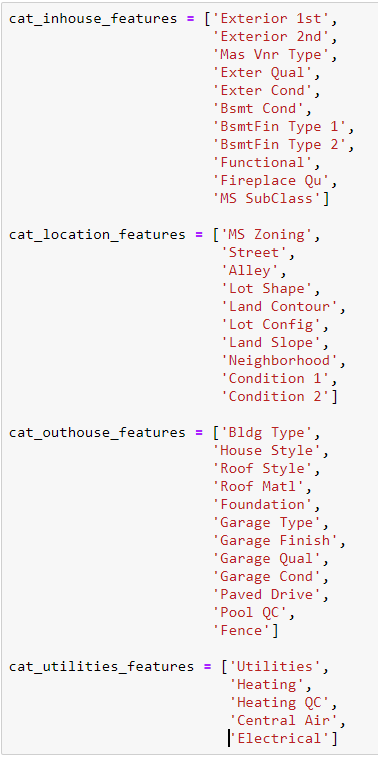 cat_inhouse_features = ['Exterior 1st',
'Exterior 2nd',
'Mas Vnr Type',
'Exter Qual',
'Exter Cond',
'Bsmt Cond',
'BsmtFin Type 1',
'BsmtFin Type 2',
'Functional',
'Fireplace Qu',
'MS SubClass']
cat_location_features = ['MS Zoning',
'Street',
'Alley',
'Lot Shape',
'Land Contour',
'Lot Config',
'Land Slope',
'Neighborhood',
'Condition 1',
'Condition 2']
cat_outhouse_features = ['Bldg Type',
'House Style',
'Roof Style',
'Roof Matl',
'Foundation',
'Garage Type',
'Garage Finish',
'Garage Qual',
'Garage Cond',
'Paved Drive',
'Pool QC',
'Fence']
cat_utilities_features = ['Utilities',
'Heating',
'Heating QC',
'Central Air',
'Electrical']